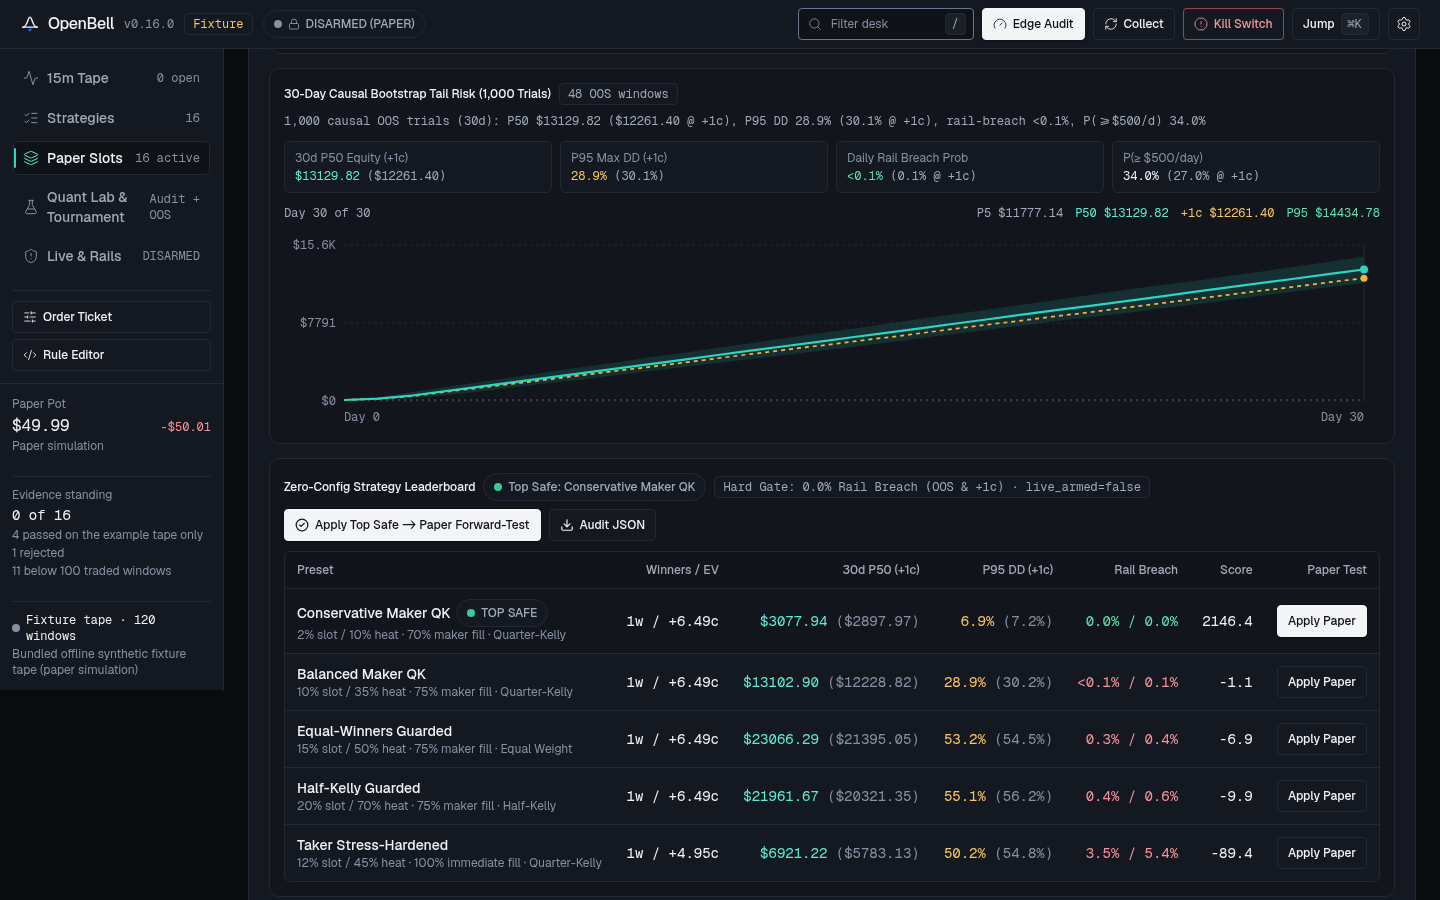 OpenBell v0.16.0 Fixture DISARMED (PAPER) Filter desk / Edge Audit Collect Kill Switch Jump ⌘K
15m Tape 0 open
Strategies 16
Paper Slots 16 active
Quant Lab & Tournament Audit + OOS
Live & Rails DISARMED
Order Ticket
Rule Editor
Paper Pot
$49.99 -$50.01
Paper simulation
Evidence standing
0 of 16
4 passed on the example tape only
1 rejected
11 below 100 traded windows
Fixture tape · 120 windows
Bundled offline synthetic fixture
tape (paper simulation)
30-Day Causal Bootstrap Tail Risk (1,000 Trials) 48 OOS windows
1,000 causal OOS trials (30d): P50 $13129.82 ($12261.40 @ +1c), P95 DD 28.9% (30.1% @ +1c), rail-breach <0.1%, P(≥$500/d) 34.0%
30d P50 Equity (+1c)
$13129.82 ($12261.40)
P95 Max DD (+1c)
28.9% (30.1%)
Daily Rail Breach Prob
<0.1% (0.1% @ +1c)
P(≥ $500/day)
34.0% (27.0% @ +1c)
Day 30 of 30 P5 $11777.14 P50 $13129.82 +1c $12261.40 P95 $14434.78
$15.6K
$7791
$0
Day 0 Day 30
Zero-Config Strategy Leaderboard Top Safe: Conservative Maker QK Hard Gate: 0.0% Rail Breach (OOS & +1c) · live_armed=false
Apply Top Safe → Paper Forward-Test Audit JSON
Preset Winners / EV 30d P50 (+1c) P95 DD (+1c) Rail Breach Score Paper Test
Conservative Maker QK TOP SAFE 1w / +6.49c $3077.94 ($2897.97) 6.9% (7.2%) 0.0% / 0.0% 2146.4 Apply Paper
2% slot / 10% heat · 70% maker fill · Quarter-Kelly
Balanced Maker QK 1w / +6.49c $13102.90 ($12228.82) 28.9% (30.2%) <0.1% / 0.1% -1.1 Apply Paper
10% slot / 35% heat · 75% maker fill · Quarter-Kelly
Equal-Winners Guarded 1w / +6.49c $23066.29 ($21395.05) 53.2% (54.5%) 0.3% / 0.4% -6.9 Apply Paper
15% slot / 50% heat · 75% maker fill · Equal Weight
Half-Kelly Guarded 1w / +6.49c $21961.67 ($20321.35) 55.1% (56.2%) 0.4% / 0.6% -9.9 Apply Paper
20% slot / 70% heat · 75% maker fill · Half-Kelly
Taker Stress-Hardened 1w / +4.95c $6921.22 ($5783.13) 50.2% (54.8%) 3.5% / 5.4% -89.4 Apply Paper
12% slot / 45% heat · 100% immediate fill · Quarter-Kelly